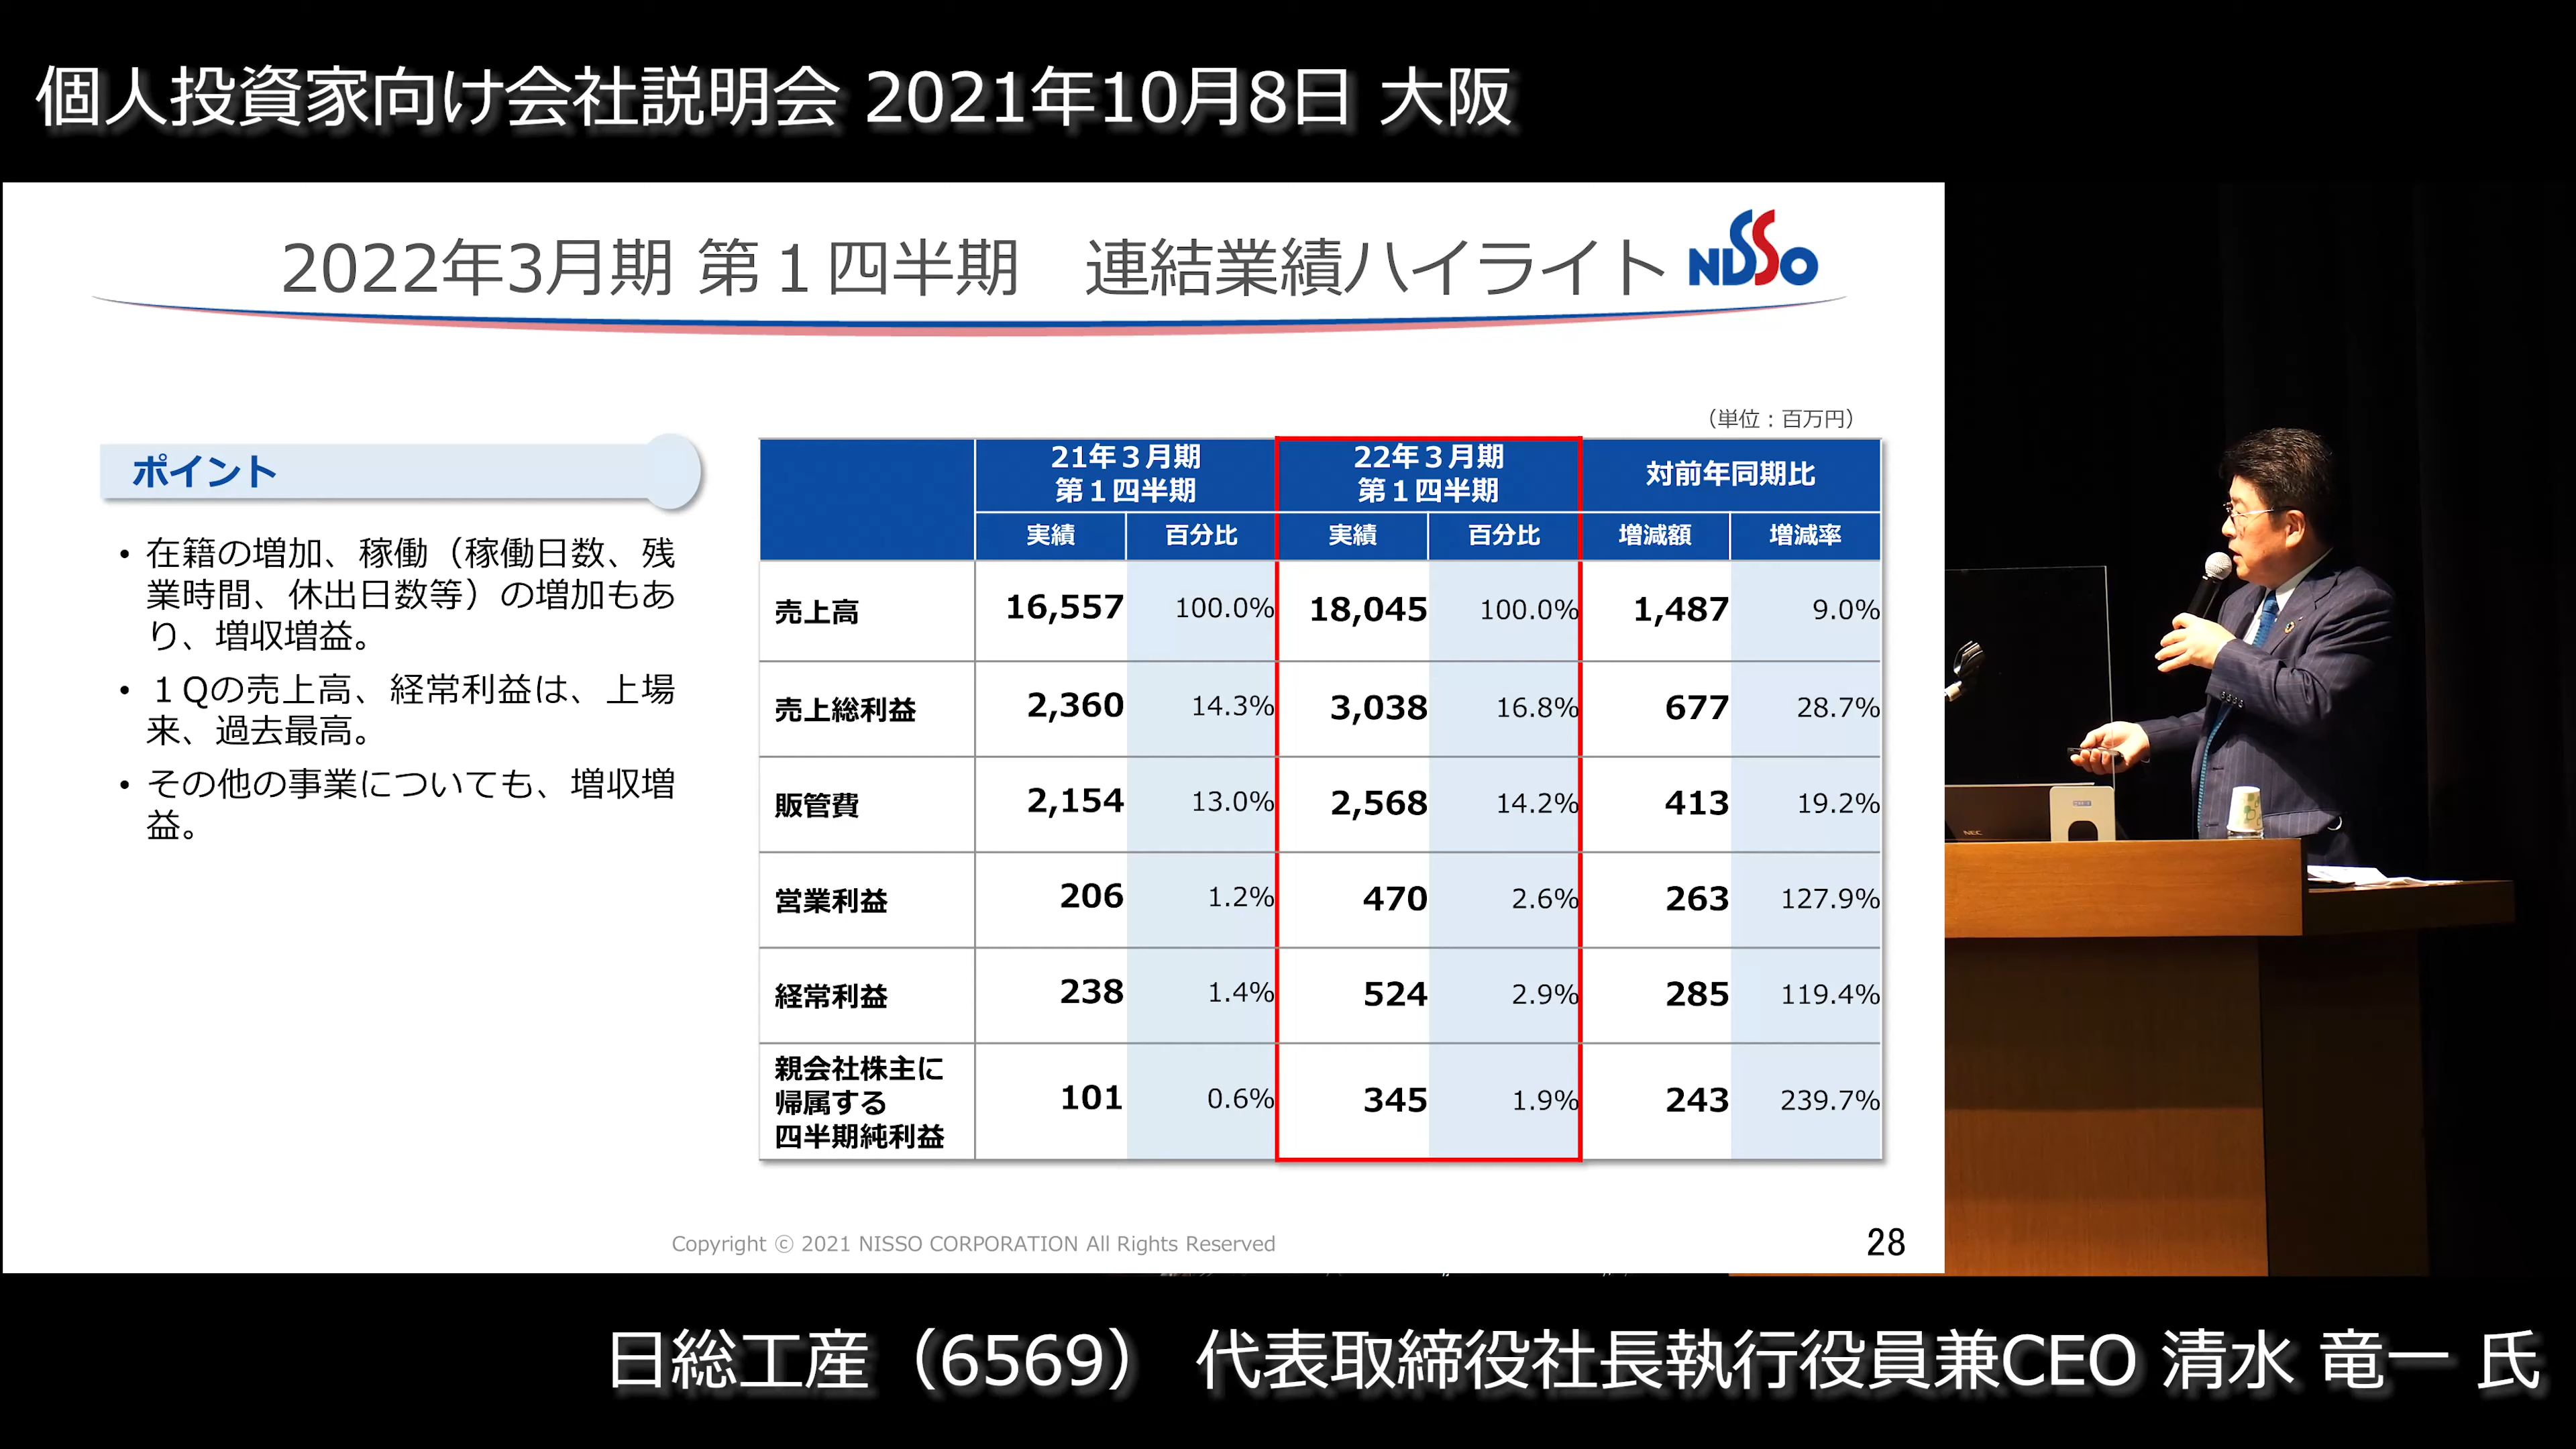 個人投資家向け会社説明会 2021年10月8日 大阪
2022年3月期 第１四半期　連結業績ハイライト
NISSO
ポイント
• 在籍の増加、稼働（稼働日数、残
業時間、休出日数等）の増加もあ
り、増収増益。
• １Qの売上高、経常利益は、上場
来、過去最高。
• その他の事業についても、増収増
益。
（単位：百万円）
21年３月期 22年３月期 対前年同期比
第１四半期 第１四半期
実績 百分比 実績 百分比 増減額 増減率
売上高 16,557 100.0% 18,045 100.0% 1,487 9.0%
売上総利益 2,360 14.3% 3,038 16.8% 677 28.7%
販管費 2,154 13.0% 2,568 14.2% 413 19.2%
営業利益 206 1.2% 470 2.6% 263 127.9%
経常利益 238 1.4% 524 2.9% 285 119.4%
親会社株主に
帰属する
四半期純利益 101 0.6% 345 1.9% 243 239.7%
Copyright ⓒ 2021 NISSO CORPORATION All Rights Reserved
28
NEC
日総工産（6569） 代表取締役社長執行役員兼CEO 清水 竜一 氏